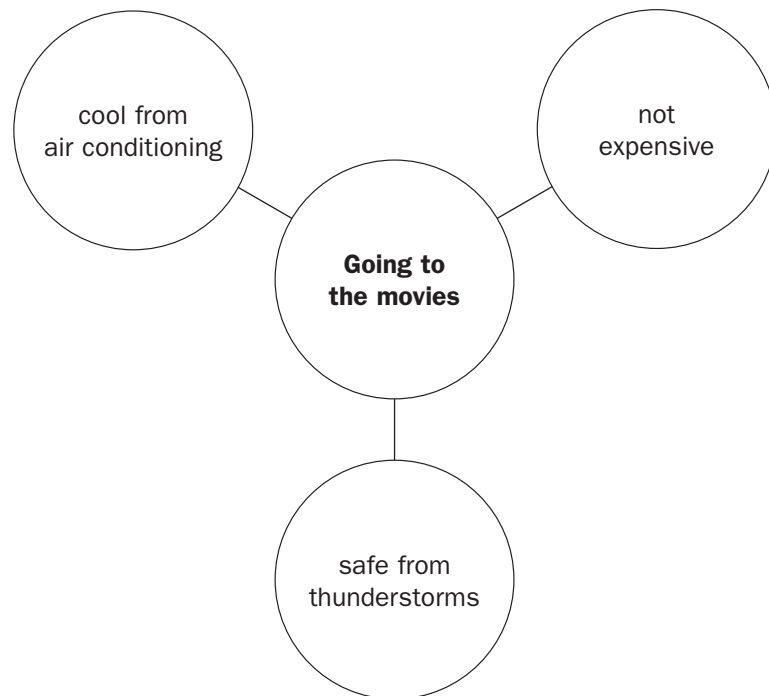 cool from
air conditioning
not
expensive
Going to
the movies
safe from
thunderstorms